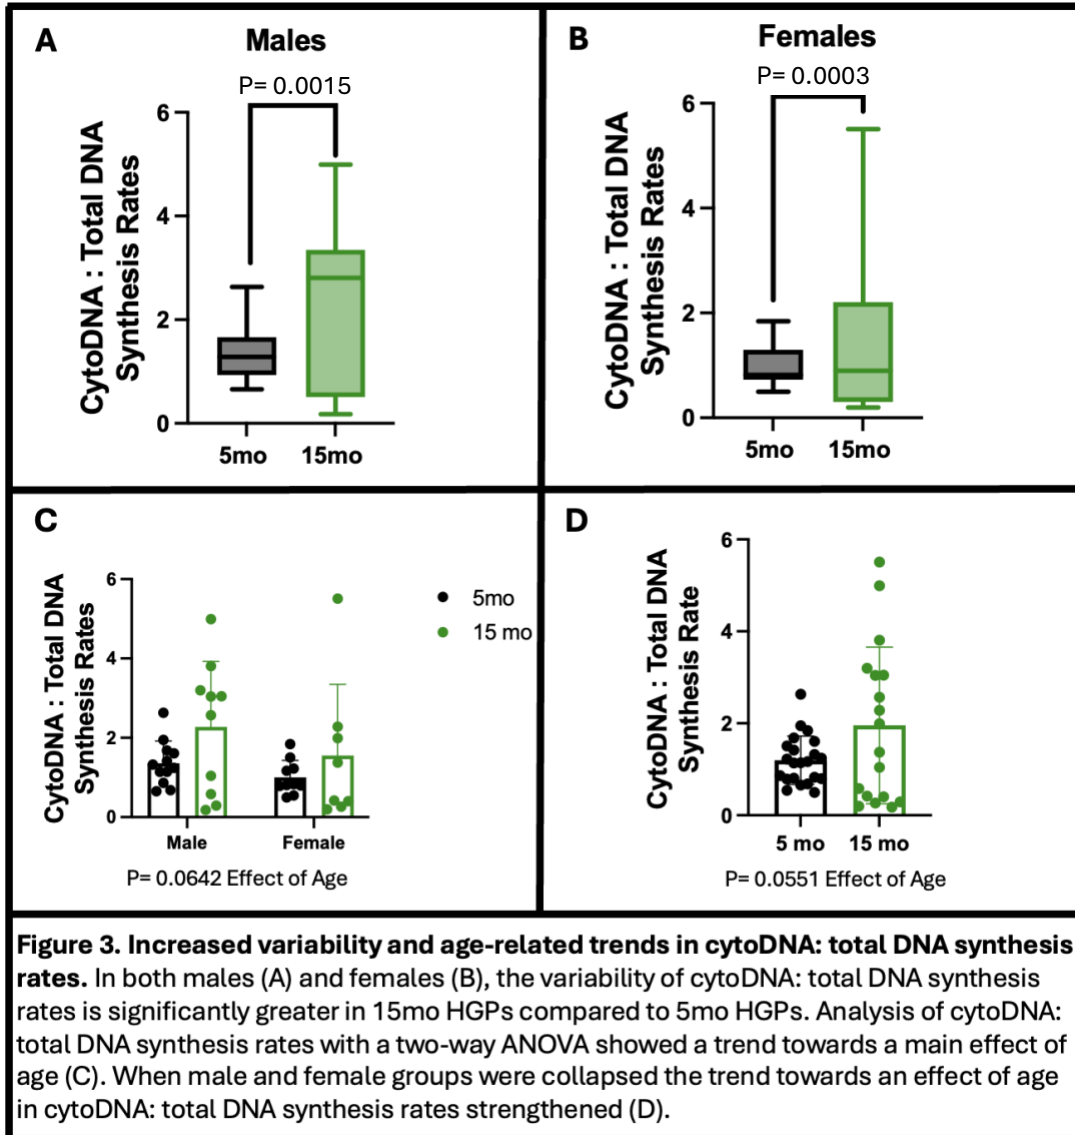 A
Males
P= 0.0015
CytoDNA : Total DNA
Synthesis Rates
6
4
2
0
5mo
15mo
B
Females
P= 0.0003
CytoDNA : Total DNA
Synthesis Rates
6
4
2
0
5mo
15mo
C
CytoDNA : Total DNA
Synthesis Rates
6
4
2
0
Male
Female
5mo
15 mo
P= 0.0642 Effect of Age
D
CytoDNA : Total DNA
Synthesis Rate
6
4
2
0
5 mo
15 mo
P= 0.0551 Effect of Age
Figure 3. Increased variability and age-related trends in cytoDNA: total DNA synthesis
rates. In both males (A) and females (B), the variability of cytoDNA: total DNA synthesis
rates is significantly greater in 15mo HGPs compared to 5mo HGPs. Analysis of cytoDNA:
total DNA synthesis rates with a two-way ANOVA showed a trend towards a main effect of
age (C). When male and female groups were collapsed the trend towards an effect of age
in cytoDNA: total DNA synthesis rates strengthened (D).